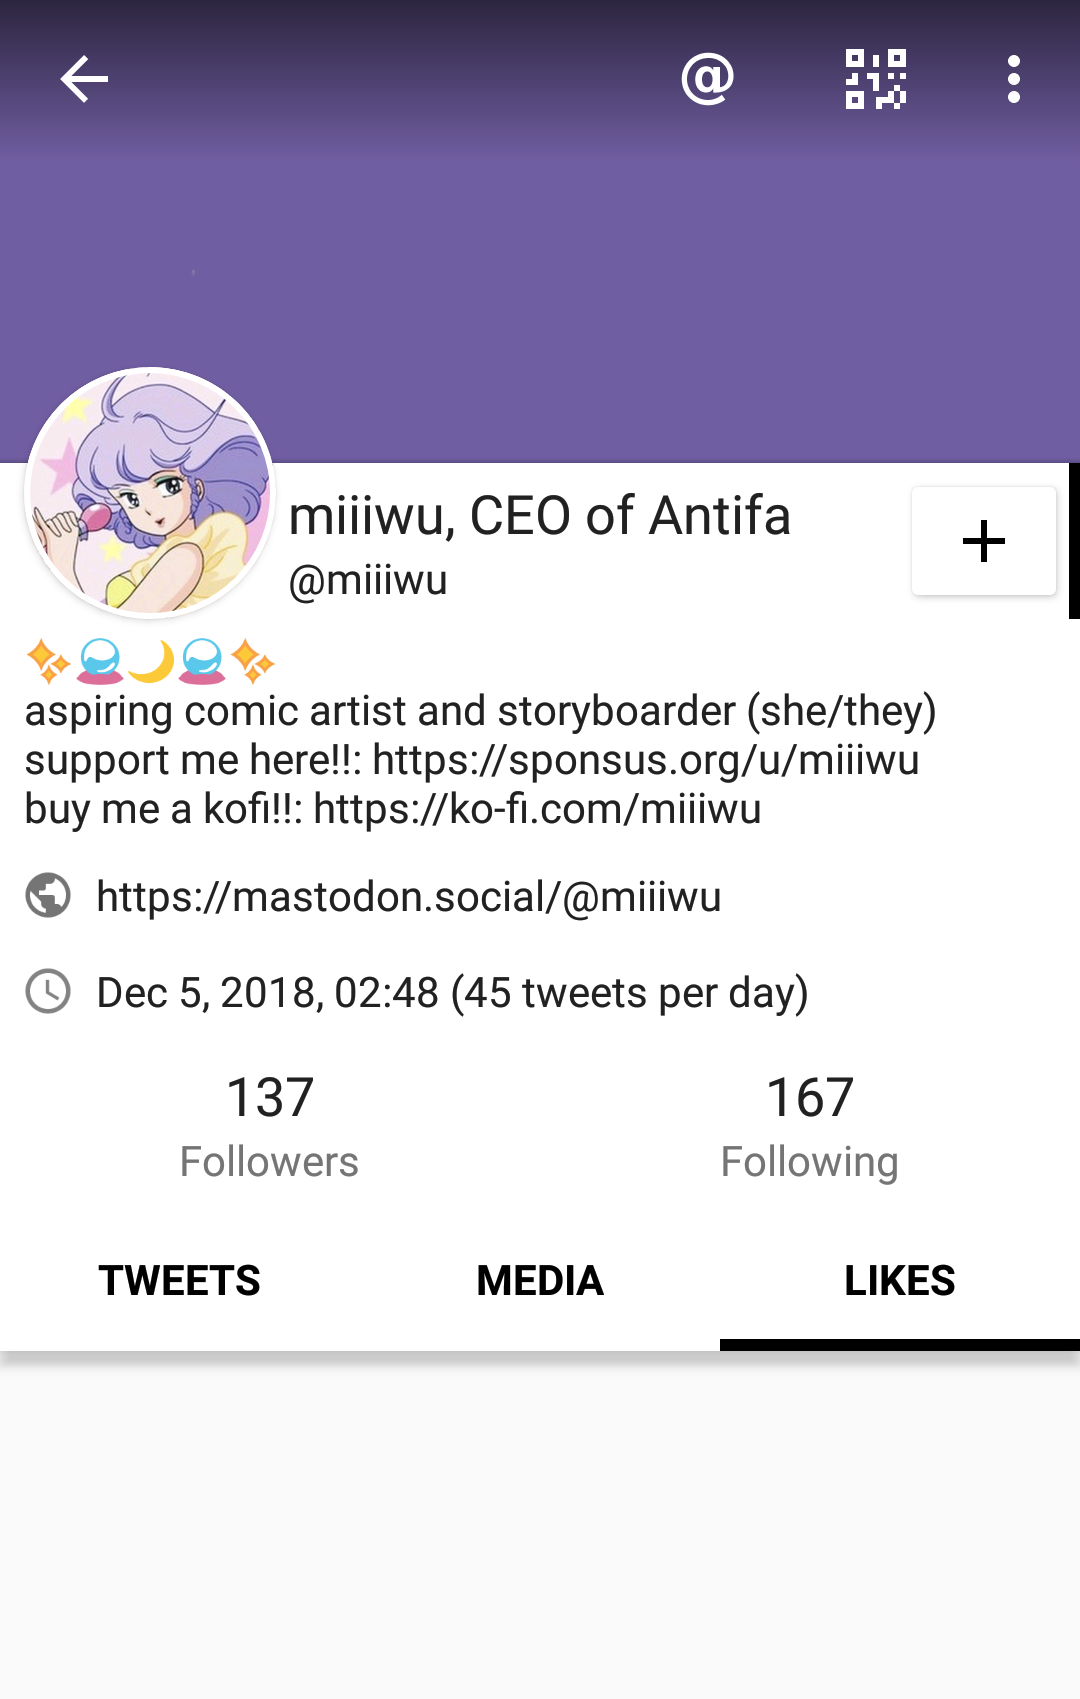 miiiwu, CEO of Antifa
@miiiwu
✨🔮🌙🔮✨
aspiring comic artist and storyboarder (she/they)
support me here!!: https://sponsus.org/u/miiiwu
buy me a kofi!!: https://ko-fi.com/miiiwu
https://mastodon.social/@miiiwu
Dec 5, 2018, 02:48 (45 tweets per day)
137
Followers
167
Following
TWEETS
MEDIA
LIKES